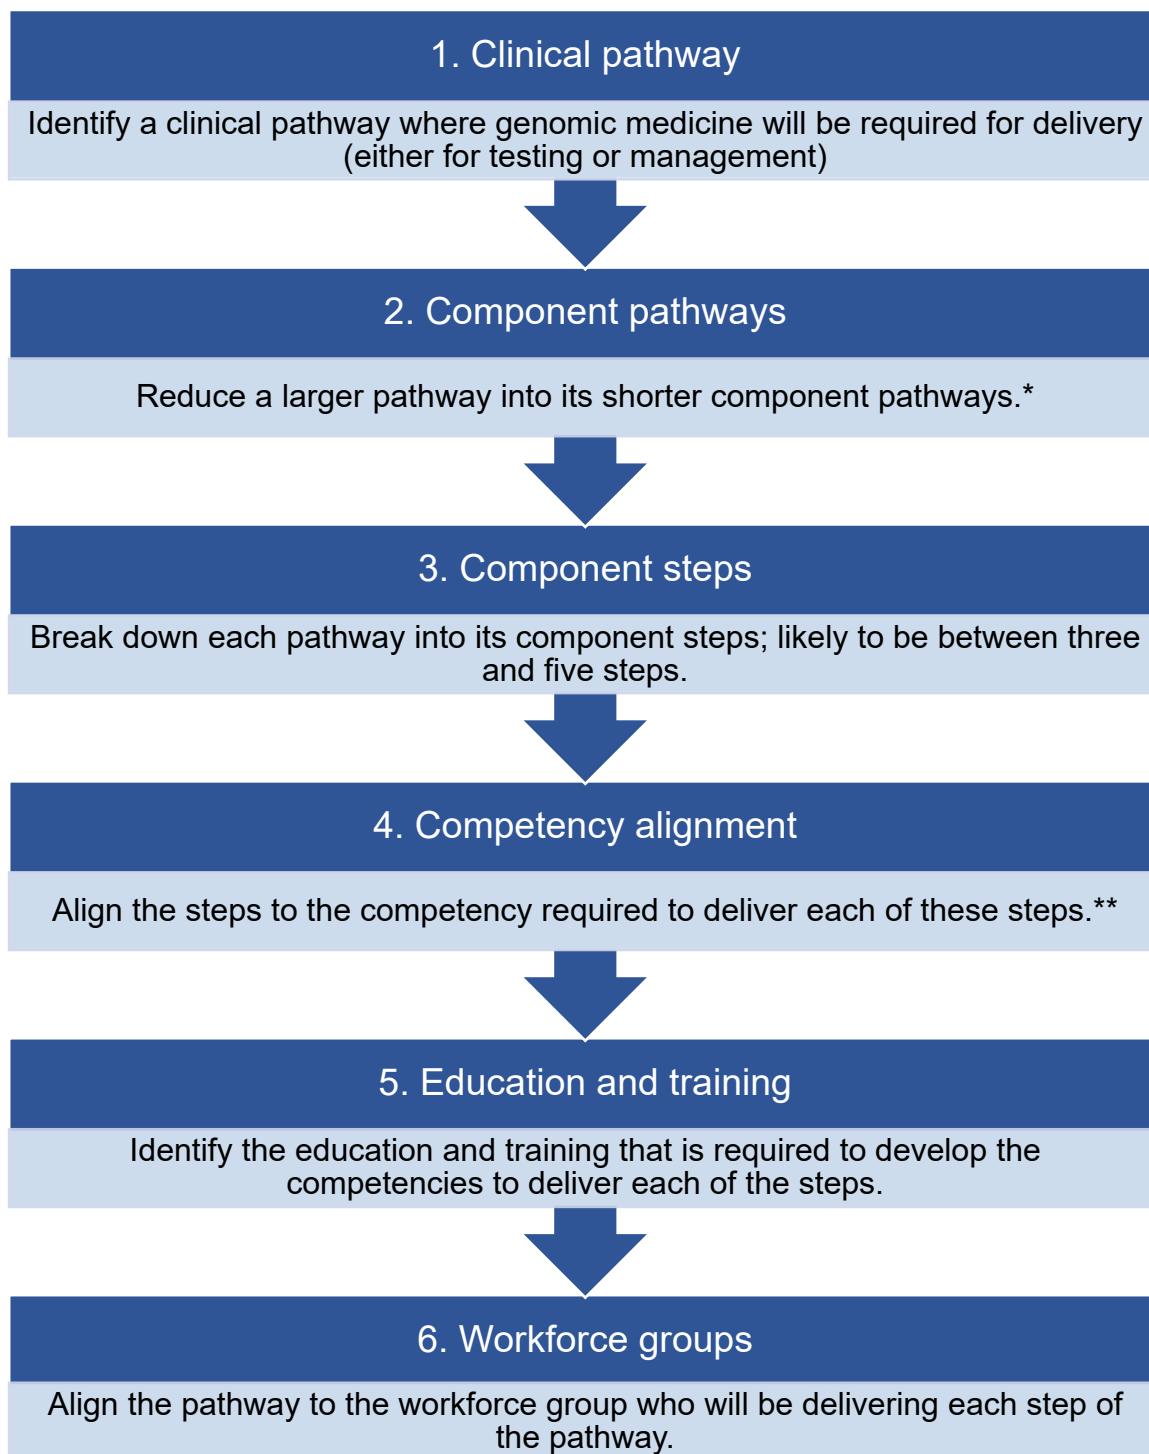 1. Clinical pathway
Identify a clinical pathway where genomic medicine will be required for delivery
(either for testing or management)
2. Component pathways
Reduce a larger pathway into its shorter component pathways.*
3. Component steps
Break down each pathway into its component steps; likely to be between three
and five steps.
4. Competency alignment
Align the steps to the competency required to deliver each of these steps.**
5. Education and training
Identify the education and training that is required to develop the
competencies to deliver each of the steps.
6. Workforce groups
Align the pathway to the workforce group who will be delivering each step of
the pathway.